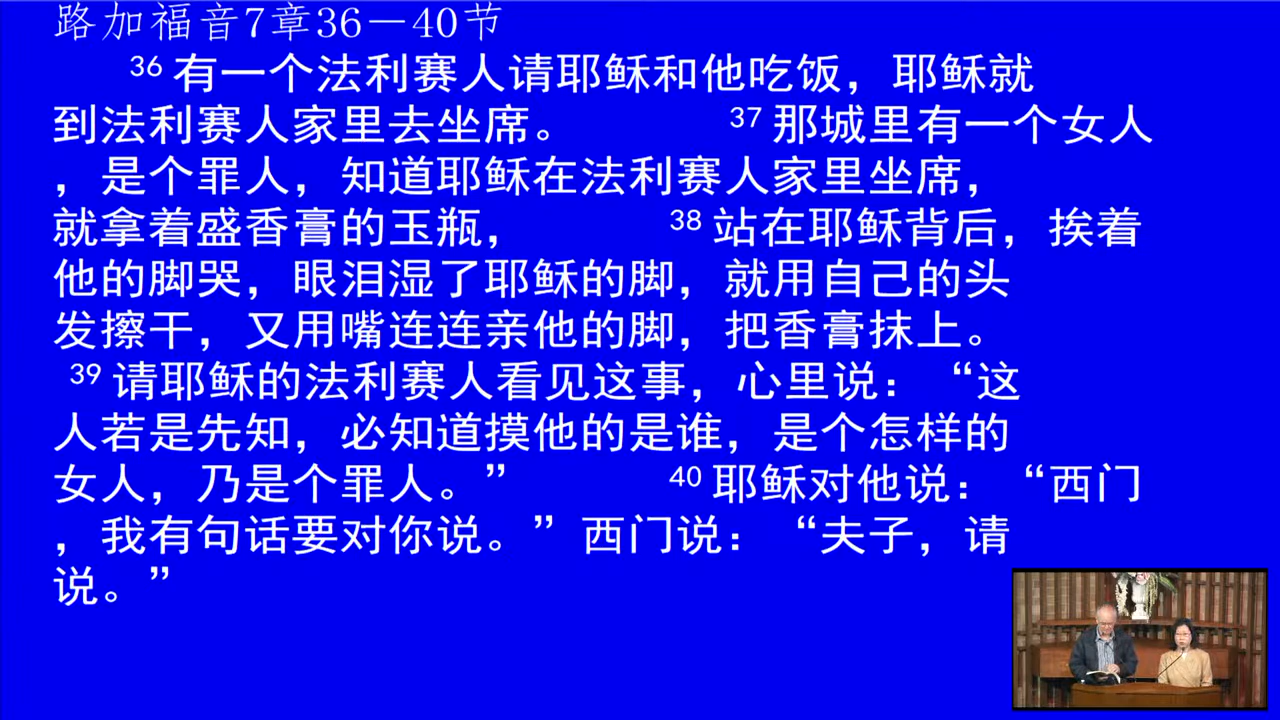 路加福音7章36－40节
36 有一个法利赛人请耶稣和他吃饭，耶稣就
到法利赛人家里去坐席。 37 那城里有一个女人
，是个罪人，知道耶稣在法利赛人家里坐席，
就拿着盛香膏的玉瓶， 38 站在耶稣背后，挨着
他的脚哭，眼泪湿了耶稣的脚，就用自己的头
发擦干，又用嘴连连亲他的脚，把香膏抹上。
39 请耶稣的法利赛人看见这事，心里说：“这
人若是先知，必知道摸他的是谁，是个怎样的
女人，乃是个罪人。” 40 耶稣对他说：“西门
，我有句话要对你说。”西门说：“夫子，请
说。”